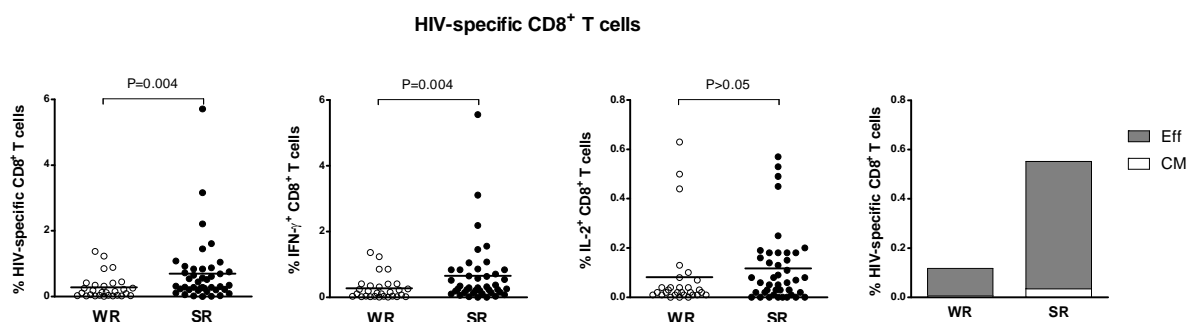 HIV-specific CD8⁺ T cells
P=0.004
% HIV-specific CD8⁺ T cells
6
4
2
0
WR
SR
P=0.004
% IFN-γ⁺ CD8⁺ T cells
6
4
2
0
WR
SR
P>0.05
% IL-2⁺ CD8⁺ T cells
0.8
0.6
0.4
0.2
0.0
WR
SR
% HIV-specific CD8⁺ T cells
0.8
0.6
0.4
0.2
0.0
WR
SR
Eff
CM